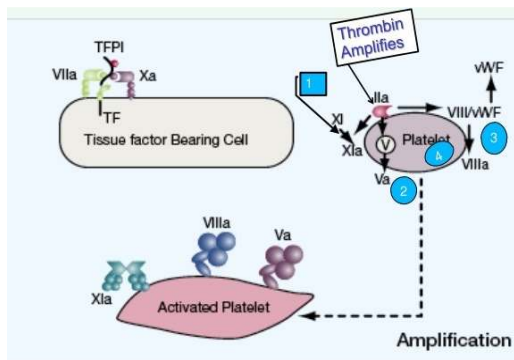 TFPI
VIIa
Xa
TF
Tissue factor Bearing Cell
Thrombin
Amplifies
1
IIa
vWF
XI
VIII/vWF
XIa
V
Platelet
3
4
VIIIa
Va
2
VIIIa
Va
XIa
Activated Platelet
Amplification